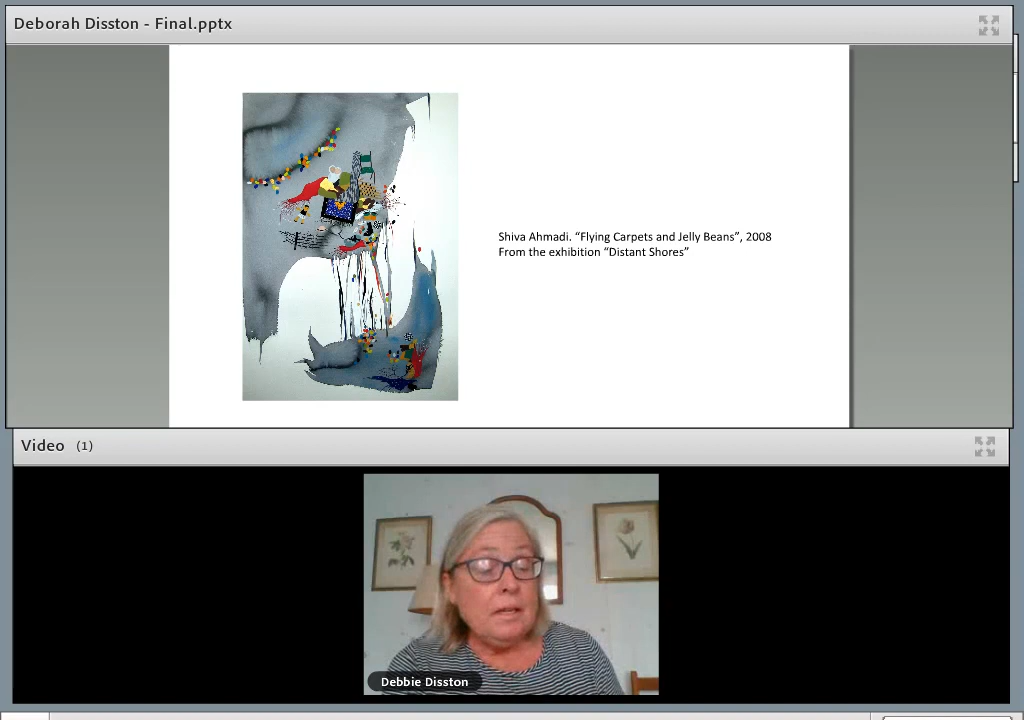 Deborah Disston - Final.pptx
Shiva Ahmadi. “Flying Carpets and Jelly Beans”, 2008
From the exhibition “Distant Shores”
Video (1)
Debbie Disston